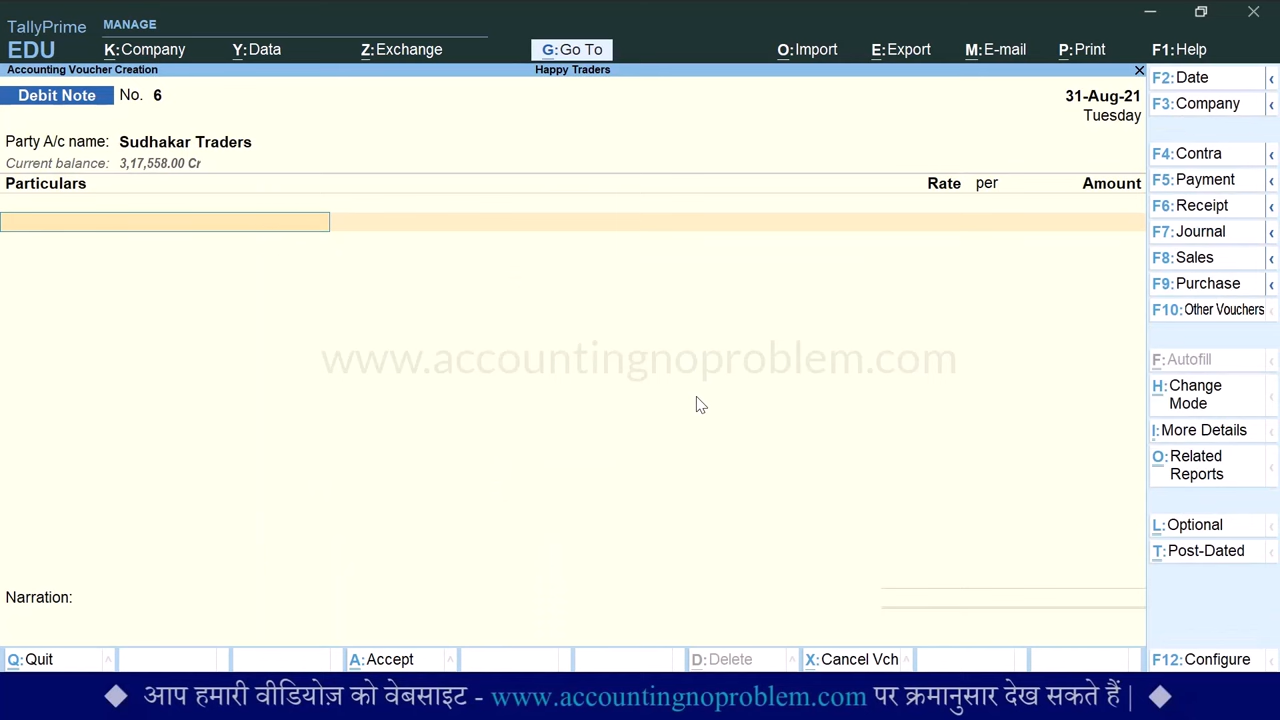 TallyPrime
EDU
MANAGE
K:Company Y:Data Z:Exchange G:Go To O:Import E:Export M:E-mail P:Print F1:Help
Accounting Voucher Creation Happy Traders
Debit Note No. 6 31-Aug-21
Tuesday
Party A/c name: Sudhakar Traders
Current balance: 3,17,558.00 Cr
Particulars Rate per Amount
www.accountingnoproblem.com
Narration:
F2:Date
F3:Company
F4:Contra
F5:Payment
F6:Receipt
F7:Journal
F8:Sales
F9:Purchase
F10:Other Vouchers
F:Autofill
H:Change
Mode
I:More Details
O:Related
Reports
L:Optional
T:Post-Dated
Q:Quit A:Accept D:Delete X:Cancel Vch F12:Configure
आप हमारी वीडियोज़ को वेबसाइट - www.accountingnoproblem.com पर क्रमानुसार देख सकते हैं |